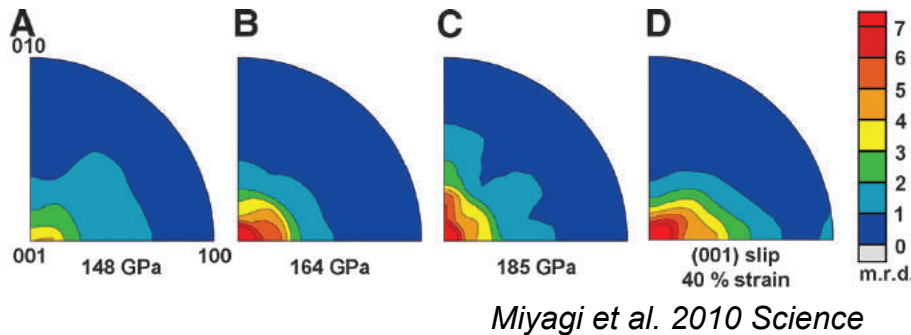 A
B
C
D
010
7
6
5
4
3
2
1
0
001
148 GPa
100
164 GPa
185 GPa
(001) slip
40 % strain
m.r.d.
Miyagi et al. 2010 Science